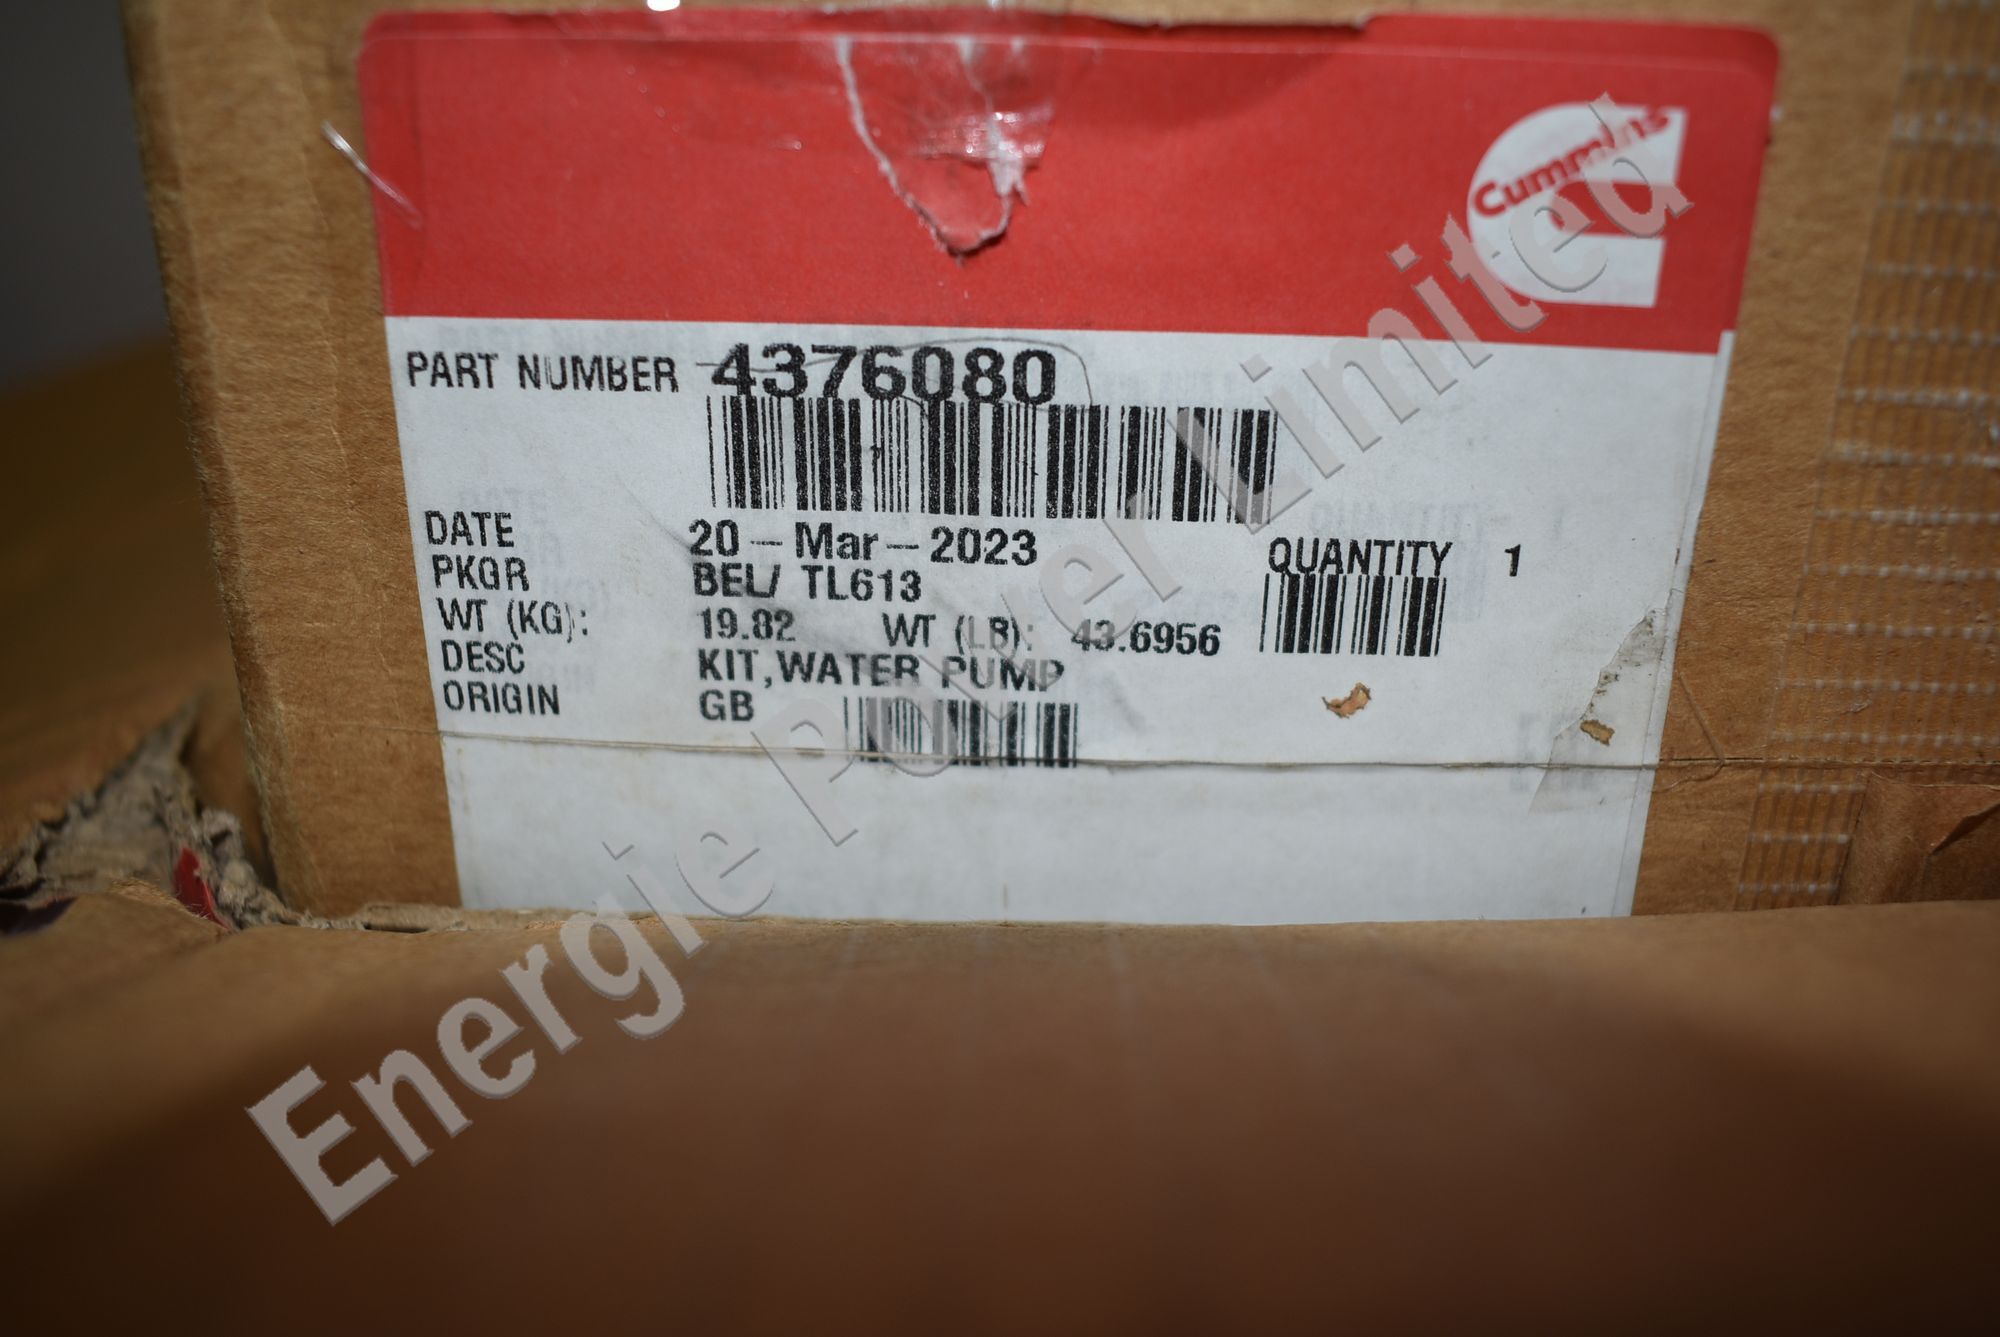 Cummins
PART NUMBER 4376080
DATE 20-Mar-2023
PKGR BEL/ TL613
QUANTITY 1
WT (KG): 19.82 WT (LB): 43.6956
DESC KIT,WATER PUMP
ORIGIN GB
Energie Power Limited